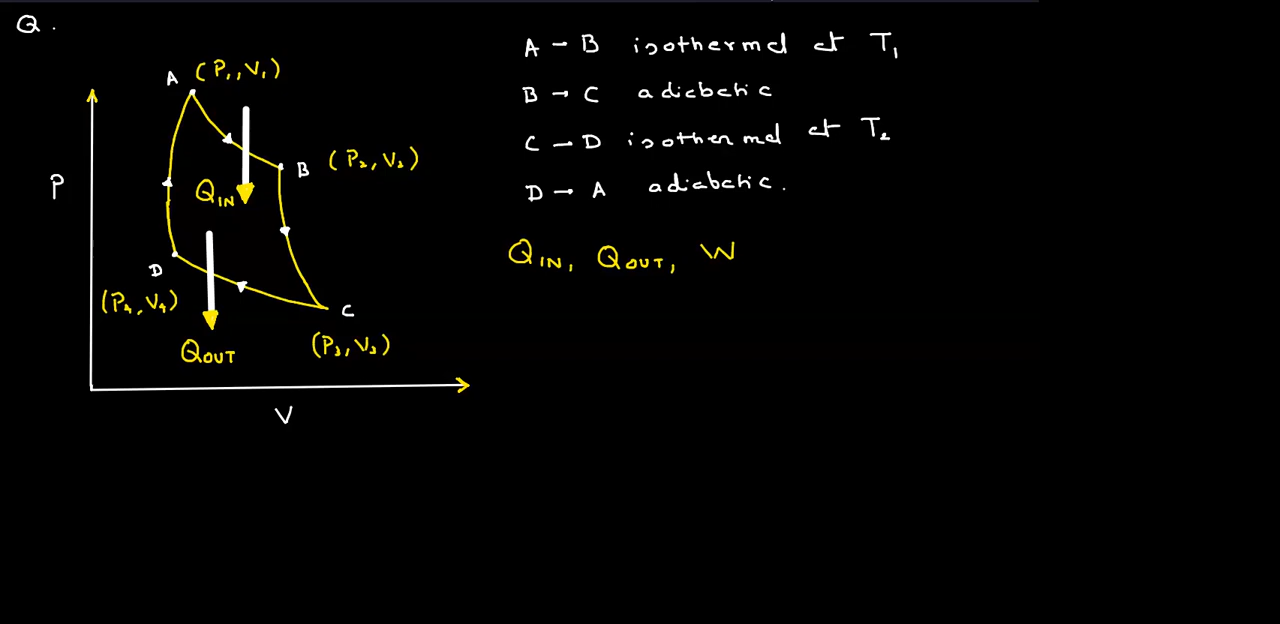 Q.
A (P1, V1)
A - B isothermal at T1
B → C adiabatic
C → D isothermal at T2
D → A adiabatic.
B (P2, V2)
P
QIN
QIN, QOUT, W
D
(P4, V4)
C
QOUT
(P3, V3)
V